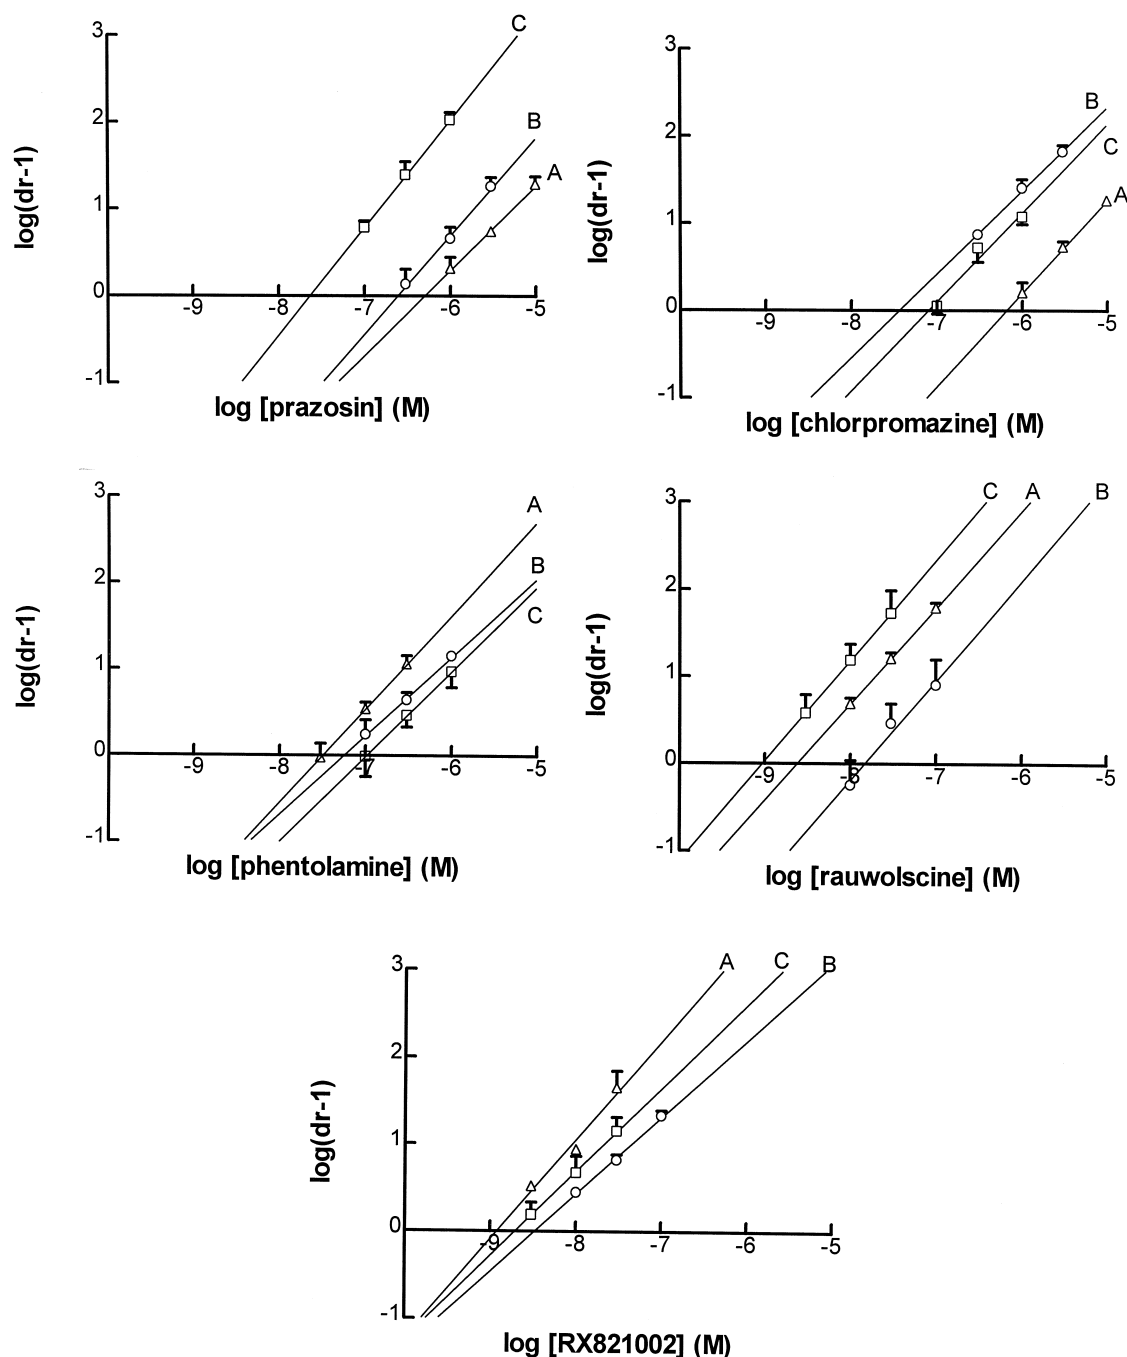 C
3
3
B
2
B
2
C
A
log(dr-1)
log(dr-1)
1
1
A
0
-9 -8 -7 -6 -5
0
-9 -8 -7 -6 -5
-1
-1
log [prazosin] (M)
log [chlorpromazine] (M)
3
A
3
C A B
2
B
2
C
log(dr-1)
log(dr-1)
1
1
0
-9 -8 -7 -6 -5
0
-9 -8 -7 -6 -5
-1
-1
log [phentolamine] (M)
log [rauwolscine] (M)
3
A C B
2
log(dr-1)
1
0
-9 -8 -7 -6 -5
-1
log [RX821002] (M)